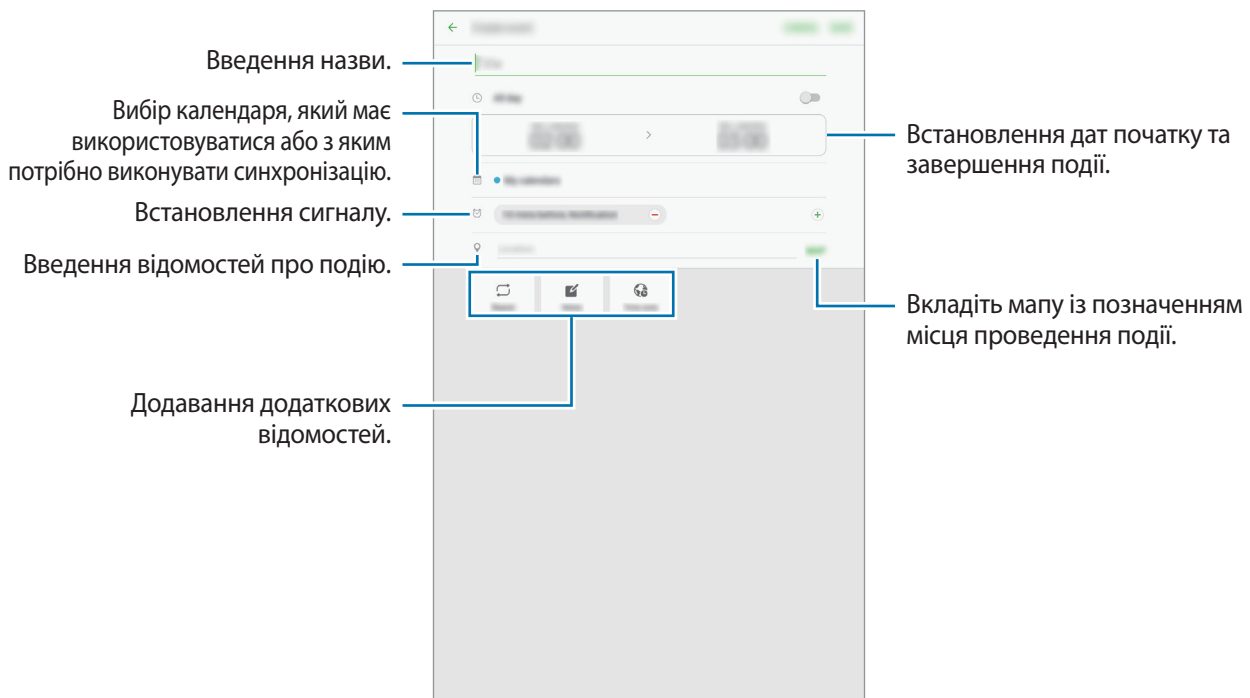 Введення назви.
Вибір календаря, який має
використовуватися або з яким
потрібно виконувати синхронізацію.
Встановлення сигналу.
Введення відомостей про подію.
Додавання додаткових
відомостей.
Встановлення дат початку та
завершення події.
Вкладіть мапу із позначенням
місця проведення події.